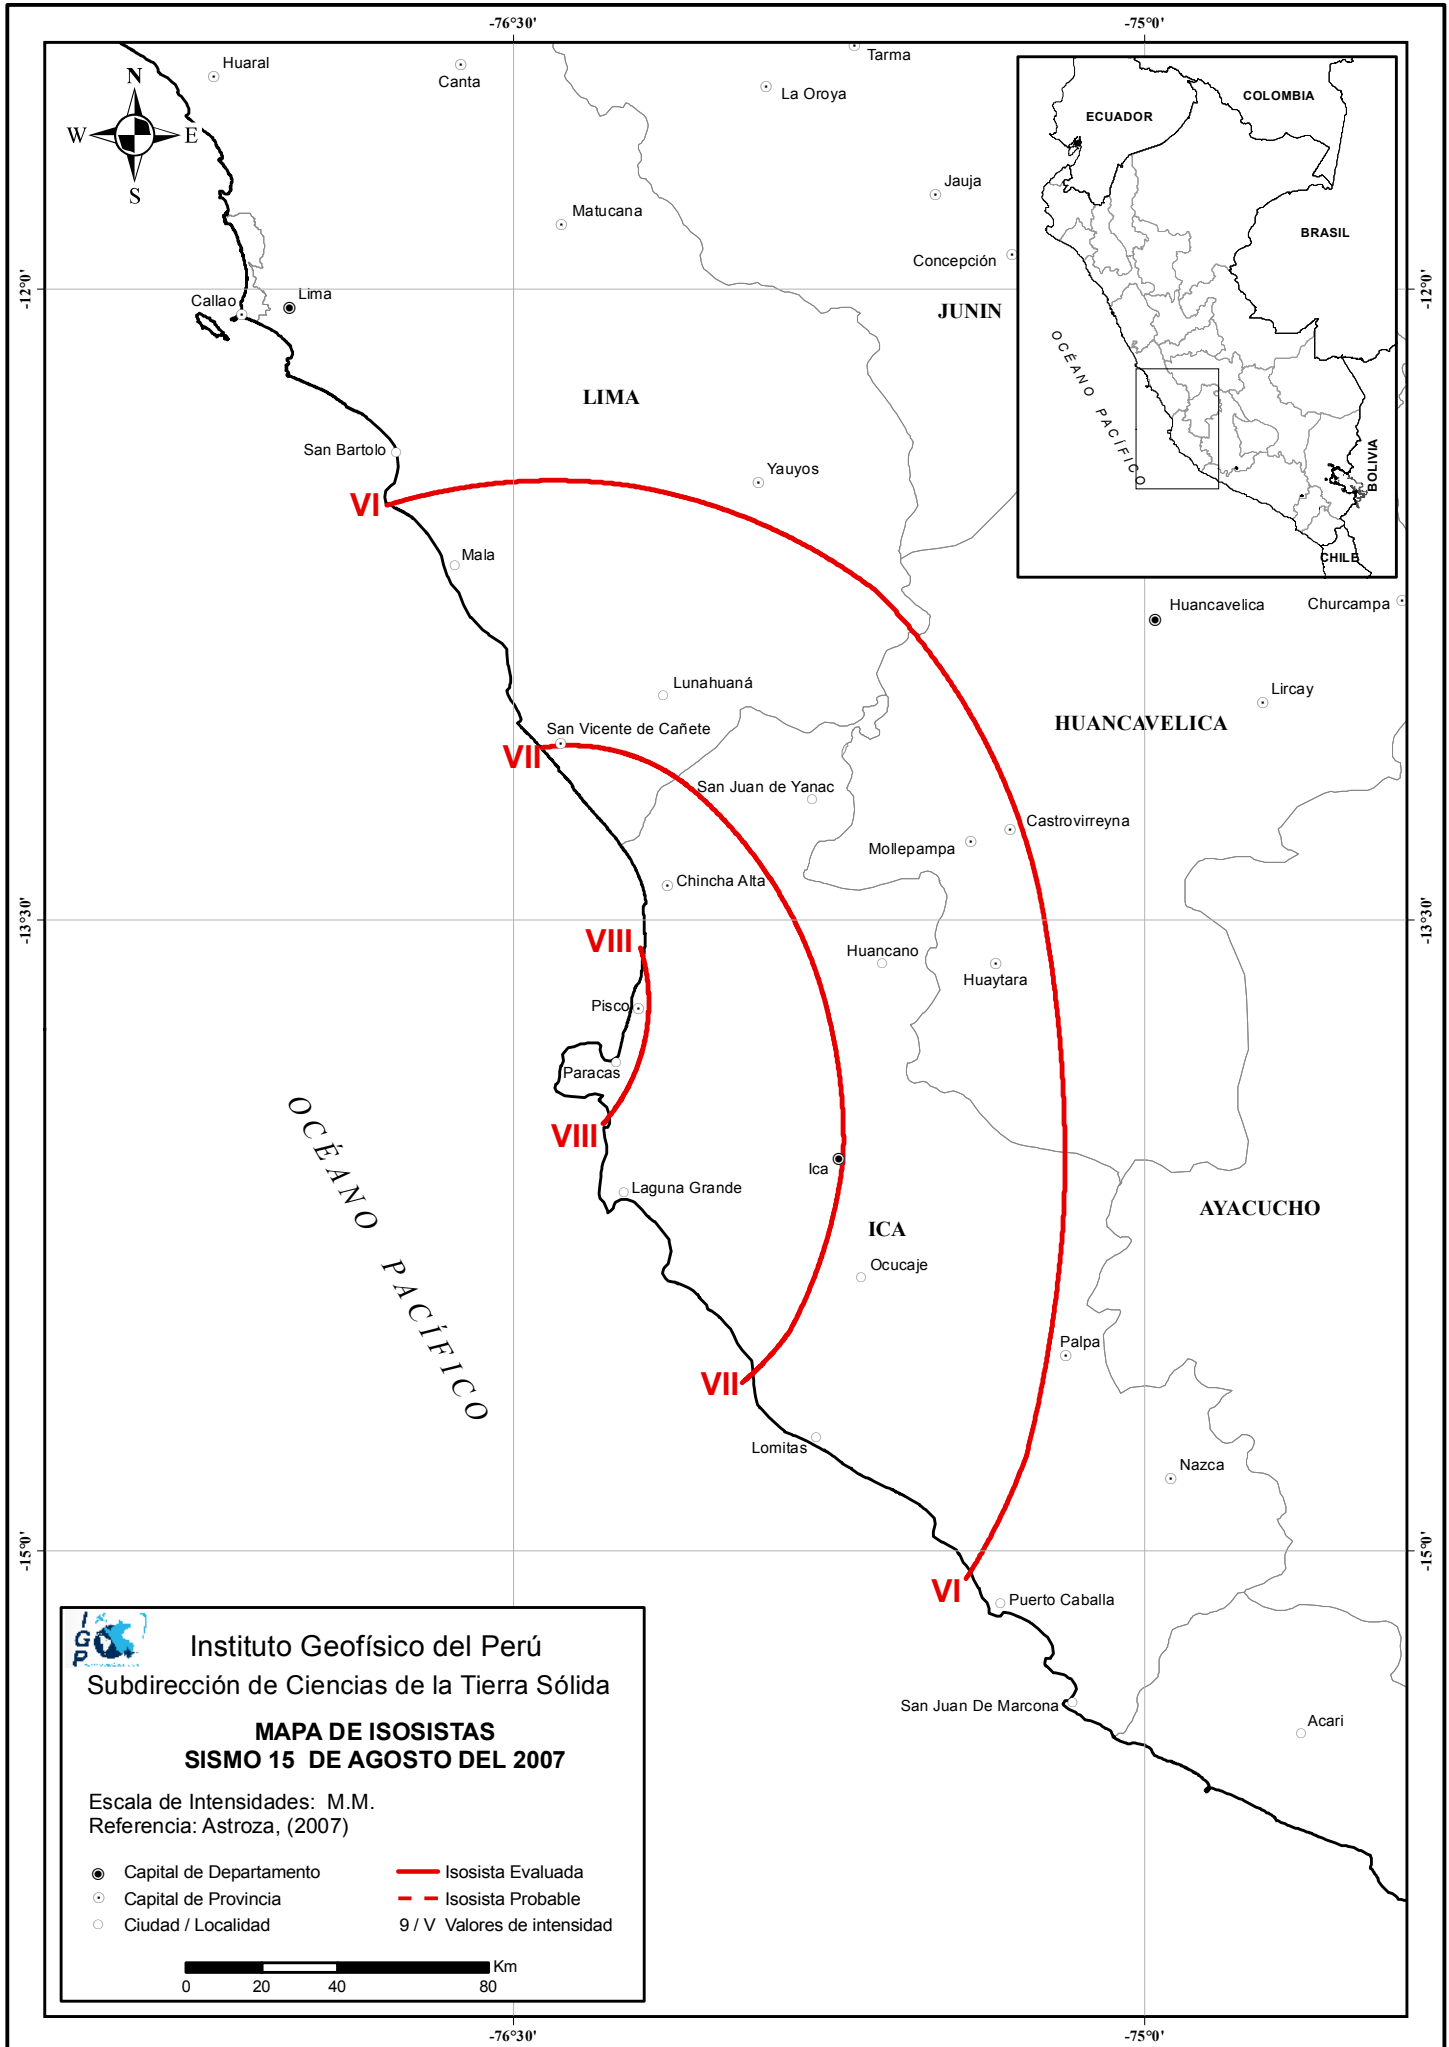 -76°30'
-75°0'
Huaral
Canta
Tarma
La Oroya
N
W
E
S
ECUADOR
COLOMBIA
BRASIL
OCÉANO PACÍFICO
BOLIVIA
CHILE
Jauja
Matucana
Concepción
-12°0'
-12°0'
Callao
Lima
JUNIN
LIMA
San Bartolo
Yauyos
VI
Mala
Huancavelica
Churcampa
Lunahuaná
Lircay
HUANCAVELICA
San Vicente de Cañete
VII
San Juan de Yanac
Castrovirreyna
Mollepampa
Chincha Alta
-13°30'
-13°30'
VIII
Huancano
Huaytara
Pisco
Paracas
VIII
OCÉANO PACÍFICO
Ica
Laguna Grande
AYACUCHO
ICA
Ocucaje
Palpa
VII
Lomitas
Nazca
-15°0'
-15°0'
VI
Puerto Caballa
San Juan De Marcona
Acari
IGP
Instituto Geofísico del Perú
Subdirección de Ciencias de la Tierra Sólida
MAPA DE ISOSISTAS
SISMO 15 DE AGOSTO DEL 2007
Escala de Intensidades: M.M.
Referencia: Astroza, (2007)
Capital de Departamento
Isosista Evaluada
Capital de Provincia
Isosista Probable
Ciudad / Localidad
9 / V Valores de intensidad
Km
0 20 40 80
-76°30'
-75°0'